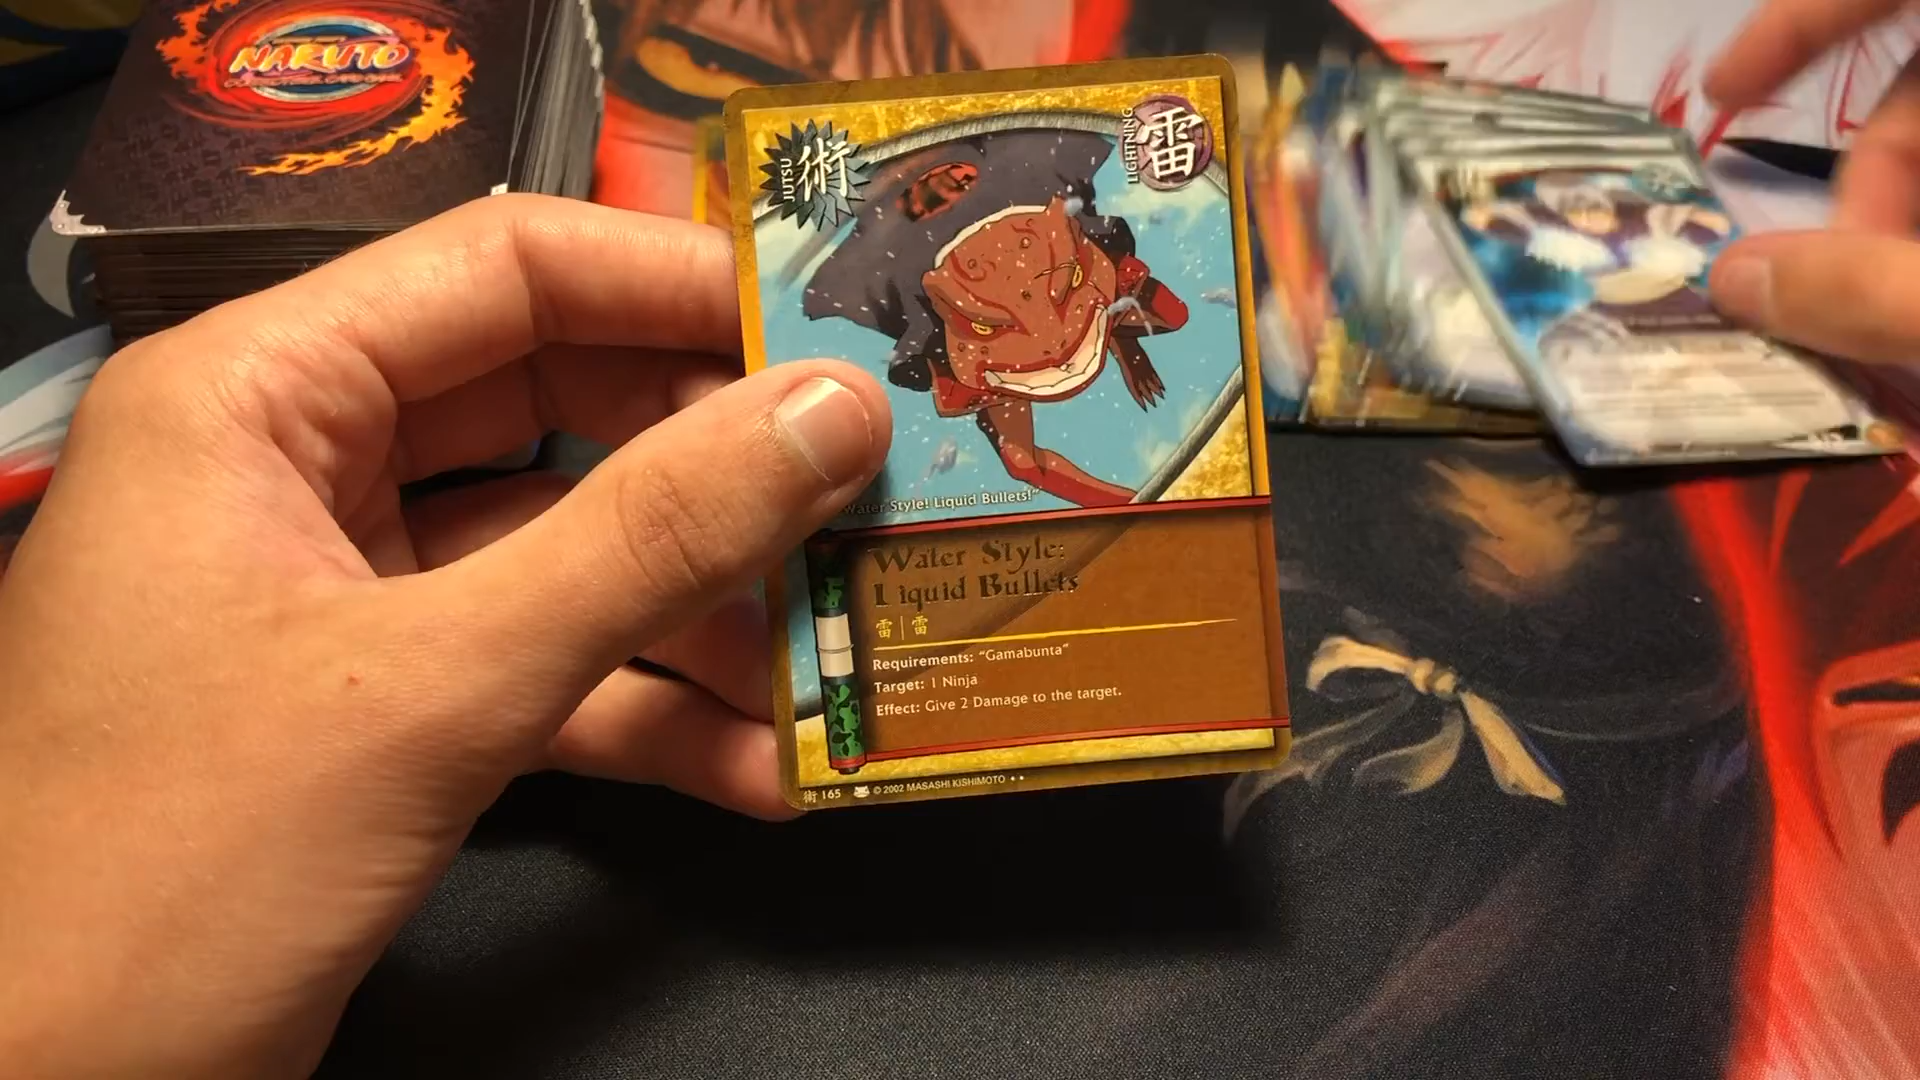 NARUTO
JUTSU
術
LIGHTNING
雷
Water Style! Liquid Bullets!"
Water Style:
Liquid Bullets
雷 | 雷
Requirements: "Gamabunta"
Target: 1 Ninja
Effect: Give 2 Damage to the target.
術 165 © 2002 MASASHI KISHIMOTO